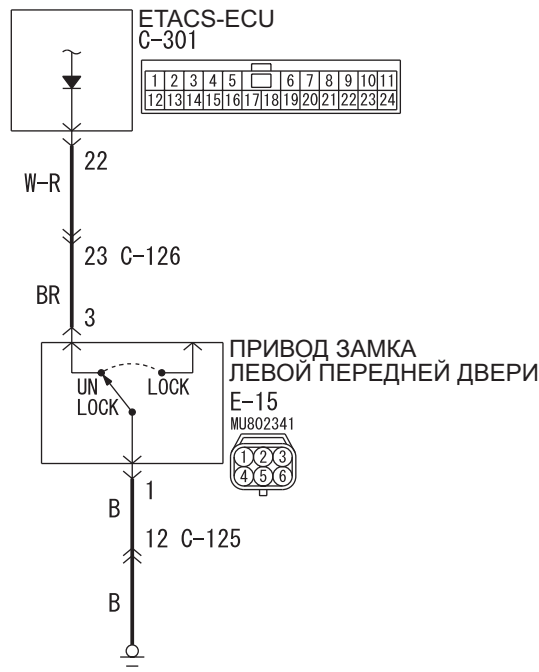 ETACS-ECU
C-301
1 2 3 4 5 6 7 8 9 10 11
12 13 14 15 16 17 18 19 20 21 22 23 24
22
W-R
23 C-126
BR
3
ПРИВОД ЗАМКА
ЛЕВОЙ ПЕРЕДНЕЙ ДВЕРИ
UN LOCK
LOCK
E-15
MU802341
1 2 3
4 5 6
1
B
12 C-125
B